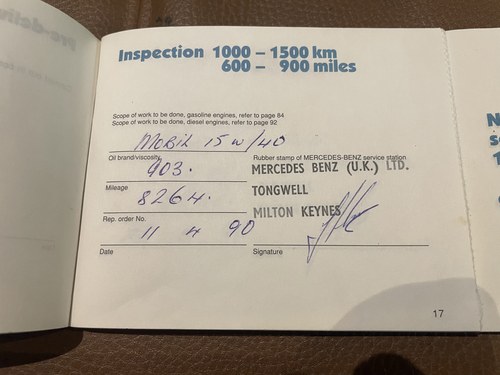 Inspection 1000 – 1500 km
600 – 900 miles
Scope of work to be done, gasoline engines, refer to page 84
Scope of work to be done, diesel engines, refer to page 92
Mobil 15 w/40
Oil brand/viscosity
Rubber stamp of MERCEDES-BENZ service station
903.
MERCEDES BENZ (U.K.) LTD.
Mileage
TONGWELL
8264.
MILTON KEYNES
Rep. order No.
11 4 90
Date
Signature
17